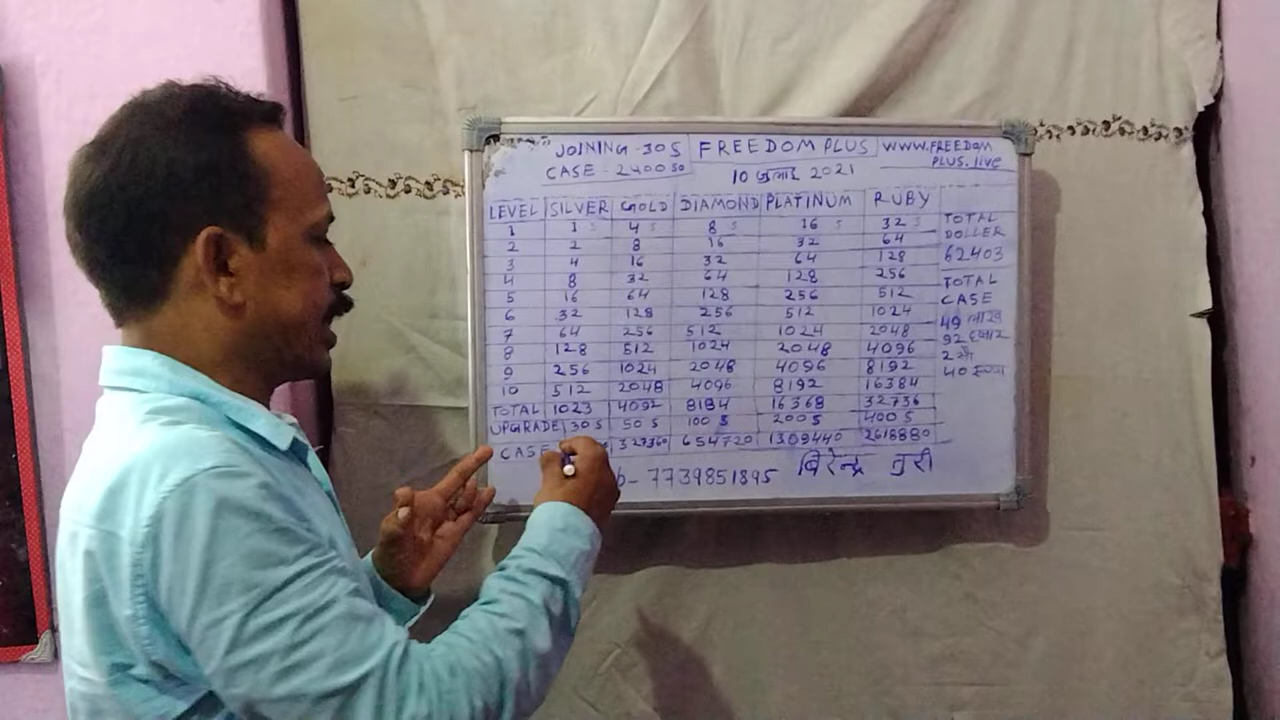 JOINING - 30 $ FREEDOM PLUS WWW.FREEDOM
CASE - 2400 रु० 10 जुलाई 2021 PLUS.live
LEVEL SILVER GOLD DIAMOND PLATINUM RUBY
1 1 $ 4 $ 8 $ 16 $ 32 $ TOTAL
2 2 8 16 32 64 DOLLER
3 4 16 32 64 128 62403
4 8 32 64 128 256 TOTAL
5 16 64 128 256 512 CASE
6 32 128 256 512 1024 49 लाख
7 64 256 512 1024 2048 92 हजार
8 128 512 1024 2048 4096 2 सौ
9 256 1024 2048 4096 8192 40 रुपया
10 512 2048 4096 8192 16384
TOTAL 1023 4092 8184 16368 32736
UPGRADE 30 $ 50 $ 100 $ 200 $ 400 $
CASE 327360 654720 1309440 2618880
7739851895 बिरेन्द्र पुरी